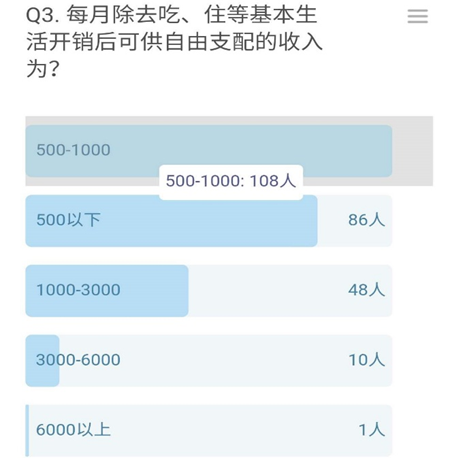 Q3. 每月除去吃、住等基本生
活开销后可供自由支配的收入
为?
500-1000
500-1000: 108人
500以下 86人
1000-3000 48人
3000-6000 10人
6000以上 1人